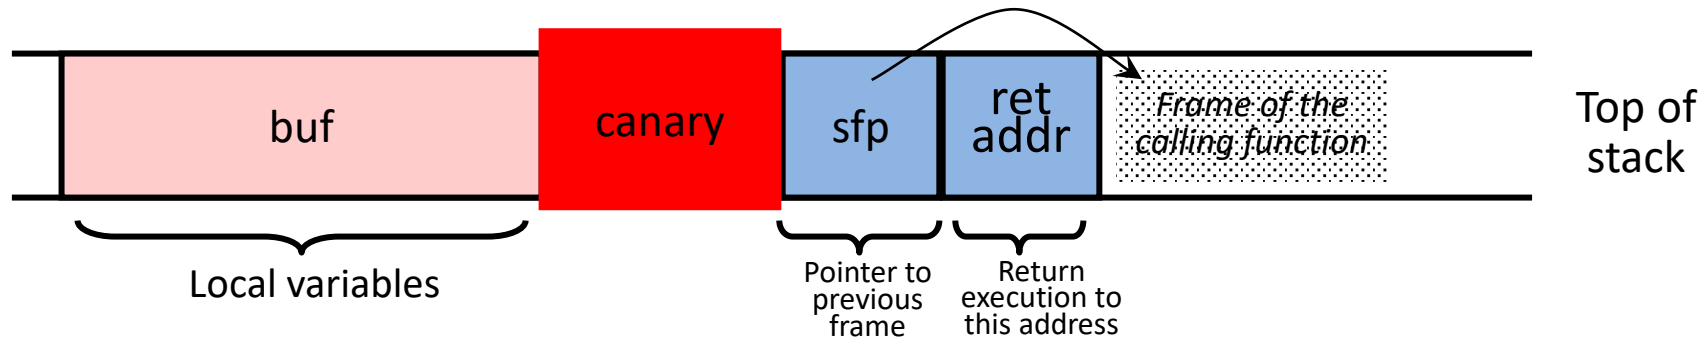 buf
canary
sfp
ret
addr
Frame of the
calling function
Top of
stack
Local variables
Pointer to
previous
frame
Return
execution to
this address